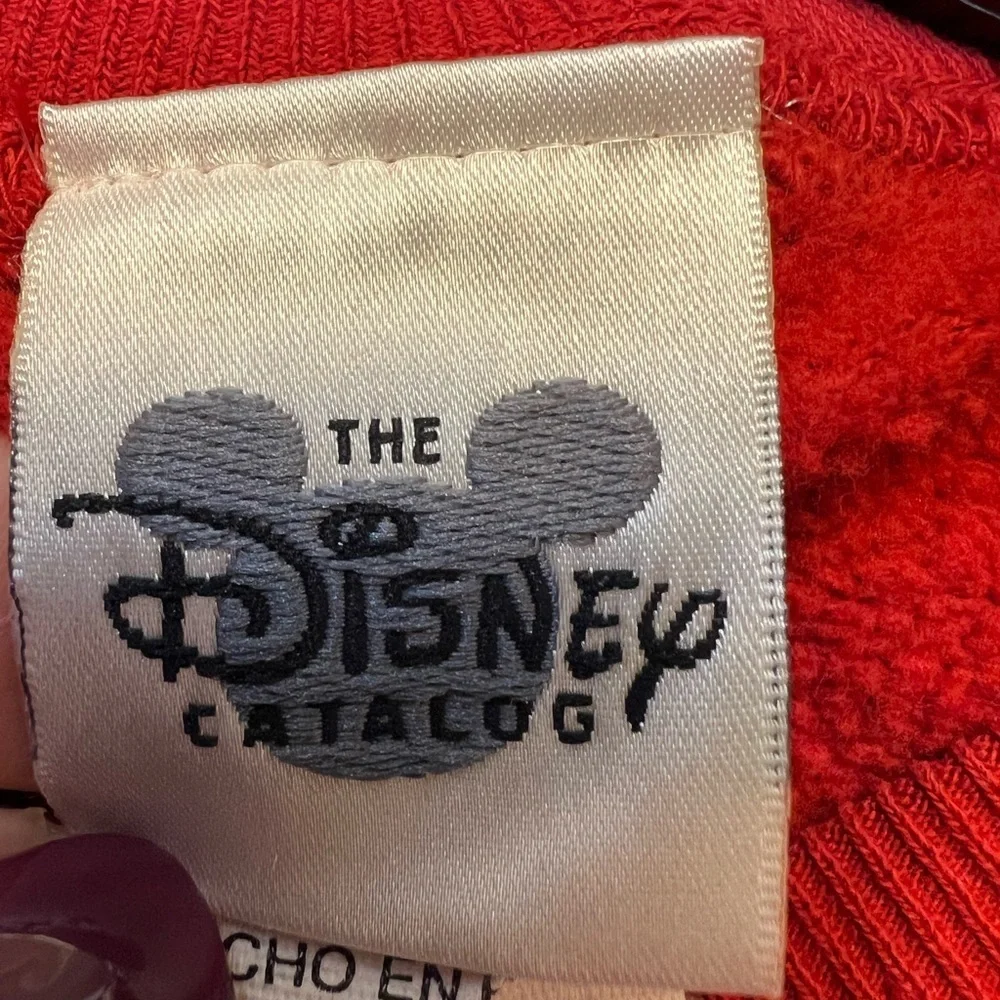 THE
DISNEY
CATALOG
CHO EN